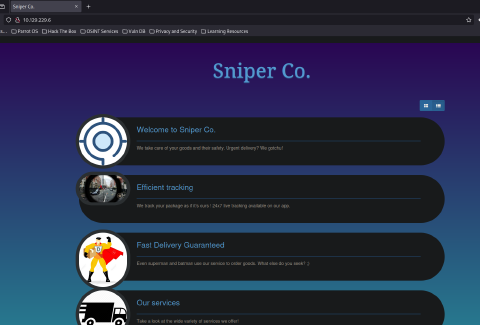 Sniper Co.
10.129.229.6
Parrot OS Hack The Box OSINT Services Vuln DB Privacy and Security Learning Resources
Sniper Co.
Welcome to Sniper Co.
We take care of your goods and their safety. Urgent delivery? We gotchu!
Efficient tracking
We track your package as if it's ours ! 24x7 live tracking available on our app.
Fast Delivery Guaranteed
Even superman and batman use our service to order goods. What else do you seek? ;)
Our services
Take a look at the wide variety of services we offer!